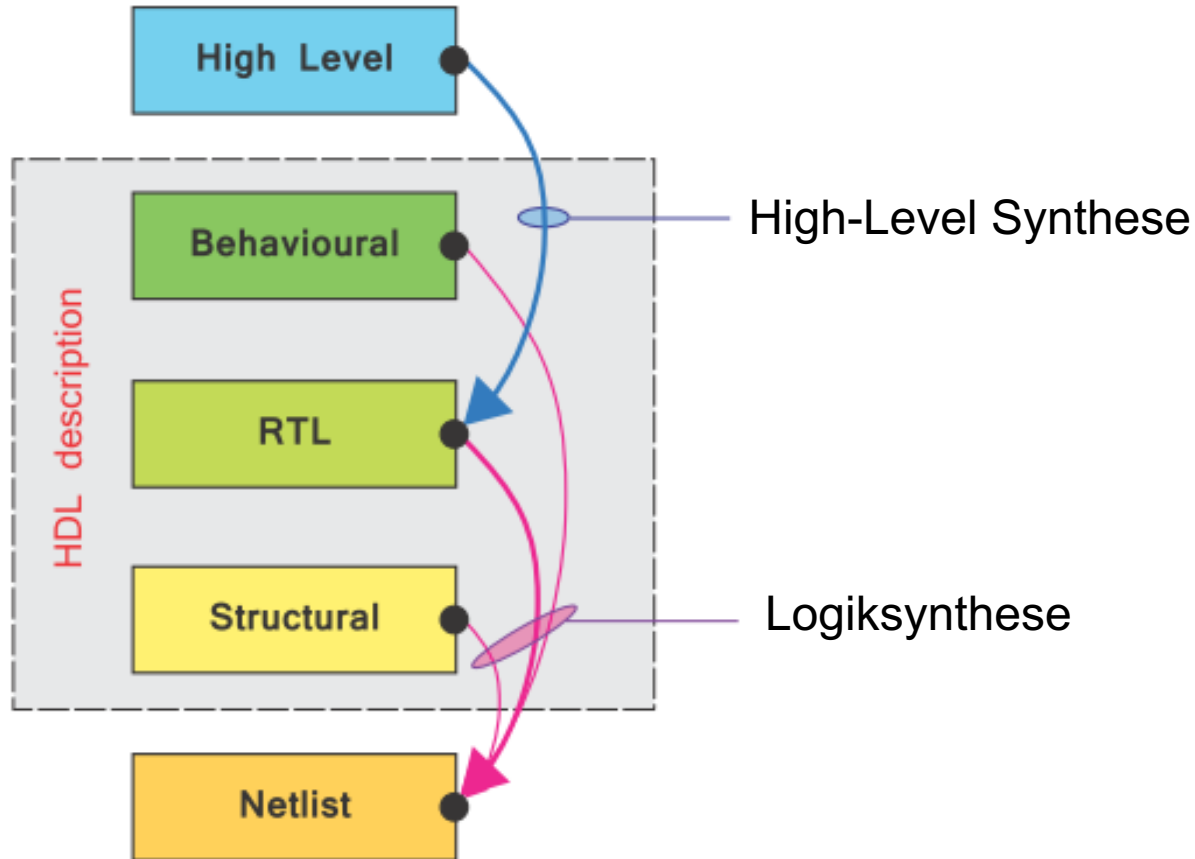 High Level
High-Level Synthese
Behavioural
HDL description
RTL
Structural
Logiksynthese
Netlist